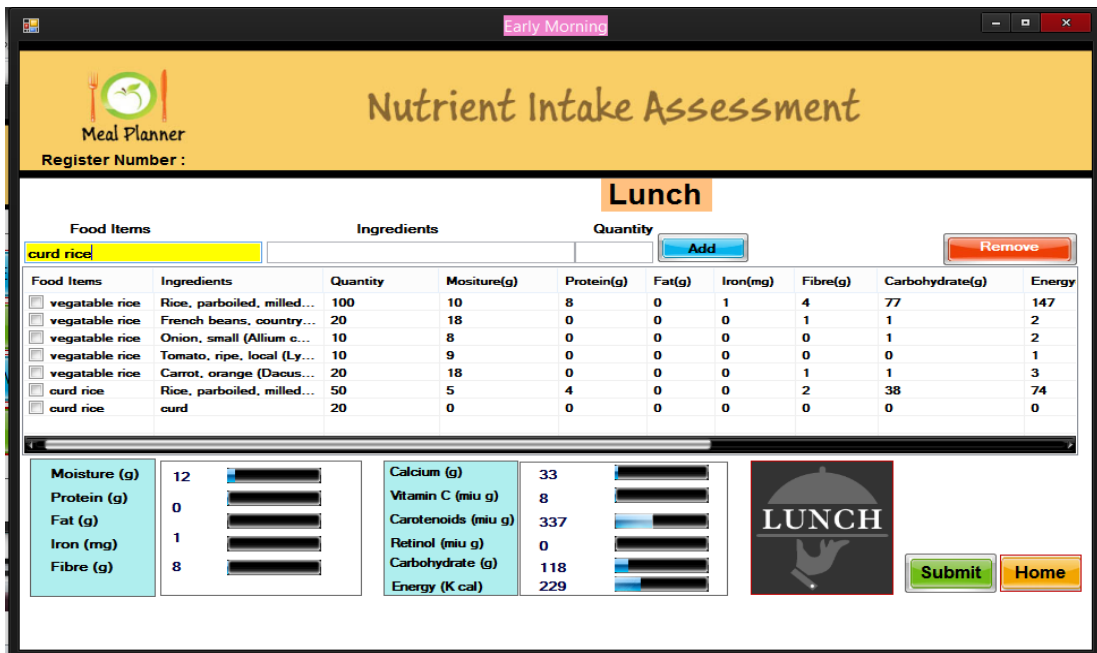 Early Morning
Nutrient Intake Assessment
Meal Planner
Register Number :
Lunch
Food Items Ingredients Quantity
curd rice Add Remove
Food Items Ingredients Quantity Mositure(g) Protein(g) Fat(g) Iron(mg) Fibre(g) Carbohydrate(g) Energy
vegatable rice Rice, parboiled, milled... 100 10 8 0 1 4 77 147
vegatable rice French beans, country... 20 18 0 0 0 1 1 2
vegatable rice Onion, small (Allium c... 10 8 0 0 0 0 1 2
vegatable rice Tomato, ripe, local (Ly... 10 9 0 0 0 0 0 1
vegatable rice Carrot, orange (Dacus... 20 18 0 0 0 1 1 3
curd rice Rice, parboiled, milled... 50 5 4 0 0 2 38 74
curd rice curd 20 0 0 0 0 0 0 0
Moisture (g) 12
Protein (g)
Fat (g) 0
Iron (mg) 1
Fibre (g) 8
Calcium (g) 33
Vitamin C (miu g) 8
Carotenoids (miu g) 337
Retinol (miu g) 0
Carbohydrate (g) 118
Energy (K cal) 229
LUNCH
Submit Home